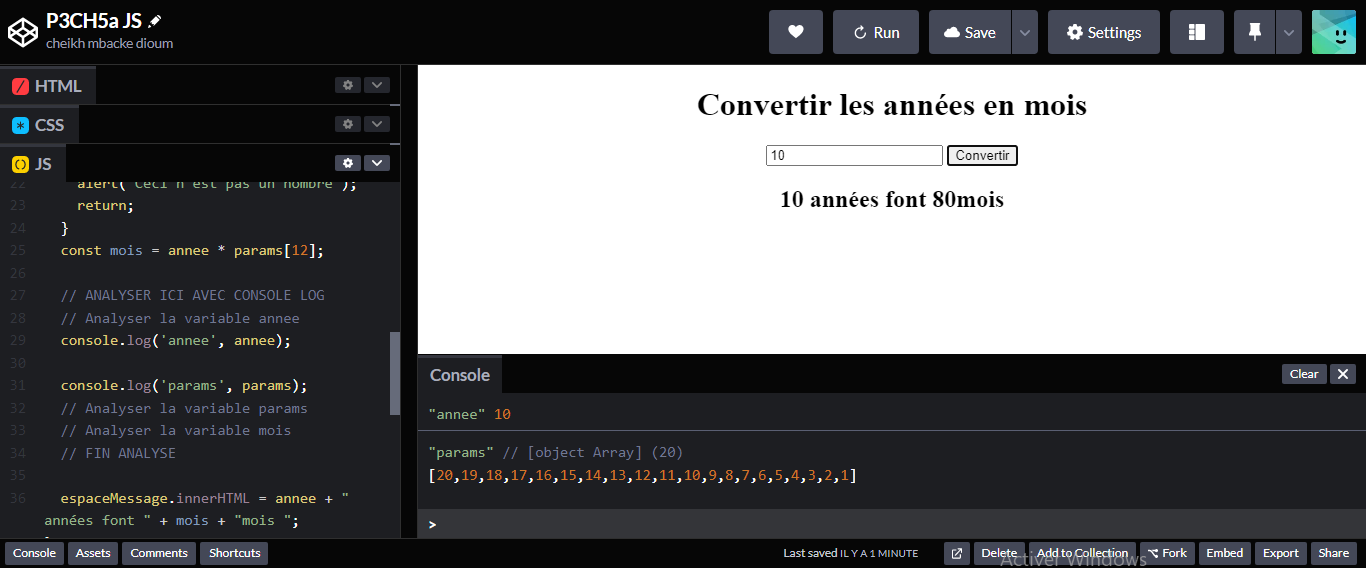 P3CH5a JS
cheikh mbacke dioum
Run
Save
Settings
HTML
CSS
JS
22 alert("Ceci n'est pas un nombre");
23 return;
24 }
25 const mois = annee * params[12];
26
27 // ANALYSER ICI AVEC CONSOLE LOG
28 // Analyser la variable annee
29 console.log('annee', annee);
30
31 console.log('params', params);
32 // Analyser la variable params
33 // Analyser la variable mois
34 // FIN ANALYSE
35
36 espaceMessage.innerHTML = annee + "
années font " + mois + "mois ";
Convertir les années en mois
10
Convertir
10 années font 80mois
Console
Clear
"annee" 10
"params" // [object Array] (20)
[20,19,18,17,16,15,14,13,12,11,10,9,8,7,6,5,4,3,2,1]
>
Console
Assets
Comments
Shortcuts
Last saved IL Y A 1 MINUTE
Delete
Add to Collection
Fork
Embed
Export
Share
Activer Windows